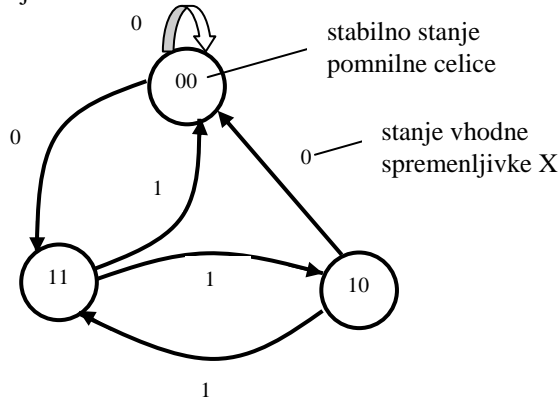 0
stabilno stanje
pomnilne celice
00
0
stanje vhodne
spremenljivke X
0
1
11
1
10
1